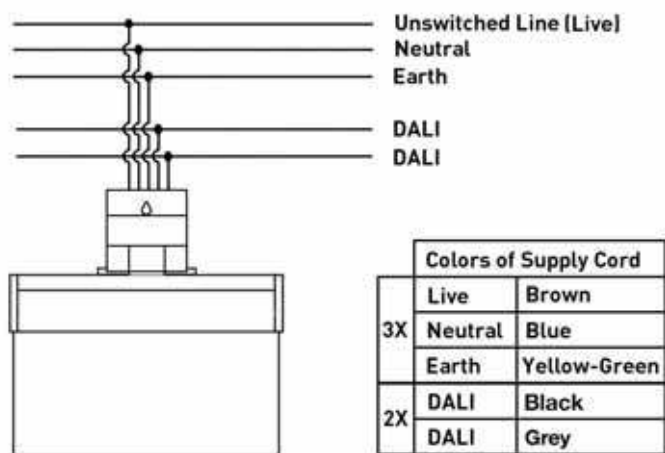 Unswitched Line (Live)
Neutral
Earth
DALI
DALI
Colors of Supply Cord
3X
Live Brown
Neutral Blue
Earth Yellow-Green
2X
DALI Black
DALI Grey